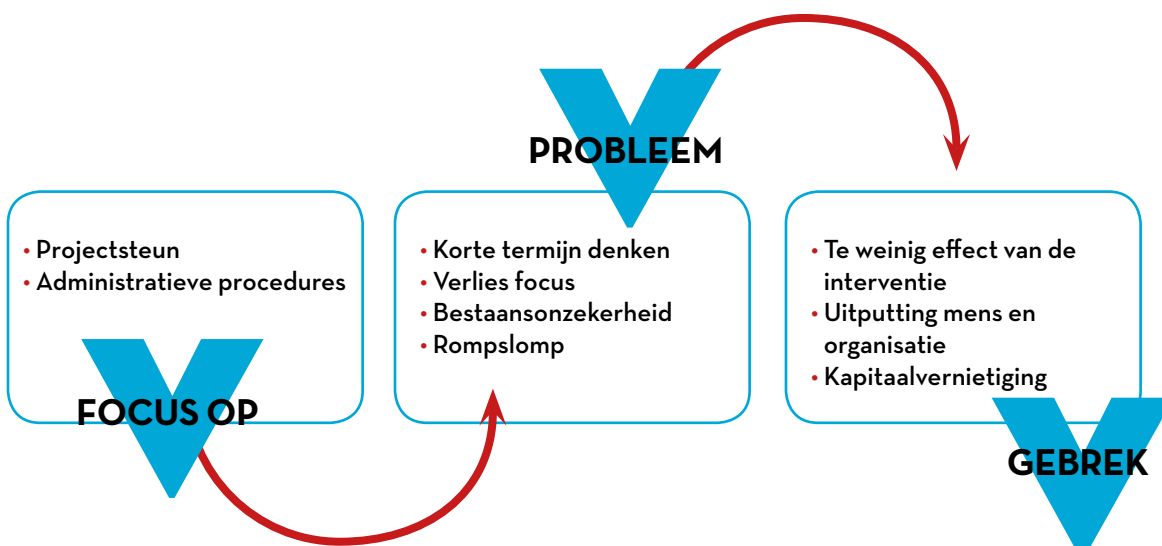 • Projectsteun
• Administratieve procedures
FOCUS OP
PROBLEEM
• Korte termijn denken
• Verlies focus
• Bestaansonzekerheid
• Rompslomp
• Te weinig effect van de
interventie
• Uitputting mens en
organisatie
• Kapitaalvernietiging
GEBREK